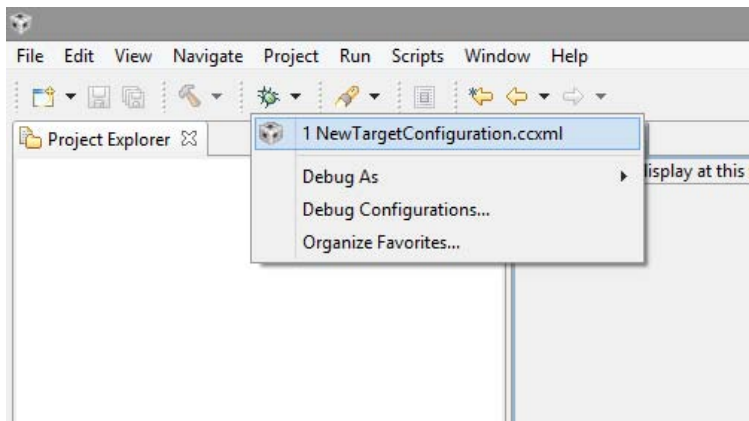 File Edit View Navigate Project Run Scripts Window Help
Project Explorer
1 NewTargetConfiguration.ccxml
Debug As
display at this
Debug Configurations...
Organize Favorites...